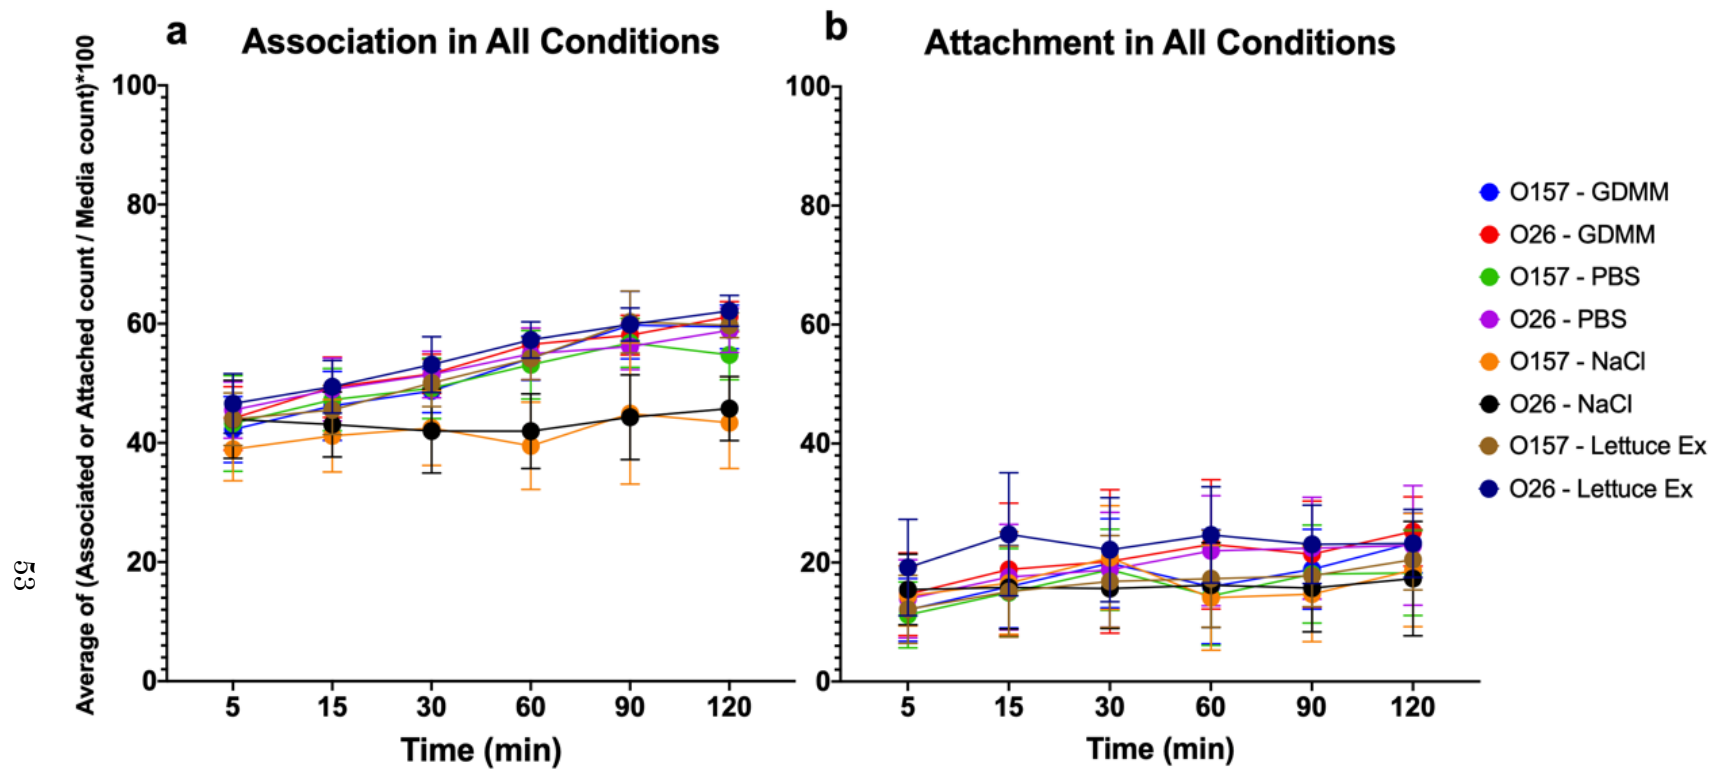 a Association in All Conditions
Average of (Associated or Attached count / Media count)*100
100
80
60
40
20
0
5 15 30 60 90 120
Time (min)
b Attachment in All Conditions
100
80
60
40
20
0
5 15 30 60 90 120
Time (min)
O157 - GDMM
O26 - GDMM
O157 - PBS
O26 - PBS
O157 - NaCl
O26 - NaCl
O157 - Lettuce Ex
O26 - Lettuce Ex
53